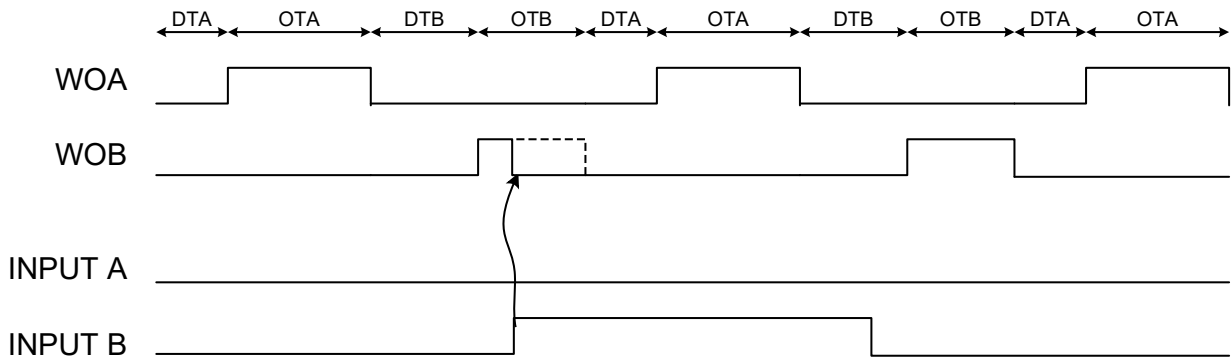 DTA OTA DTB OTB DTA OTA DTB OTB DTA OTA
WOA
WOB
INPUT A
INPUT B